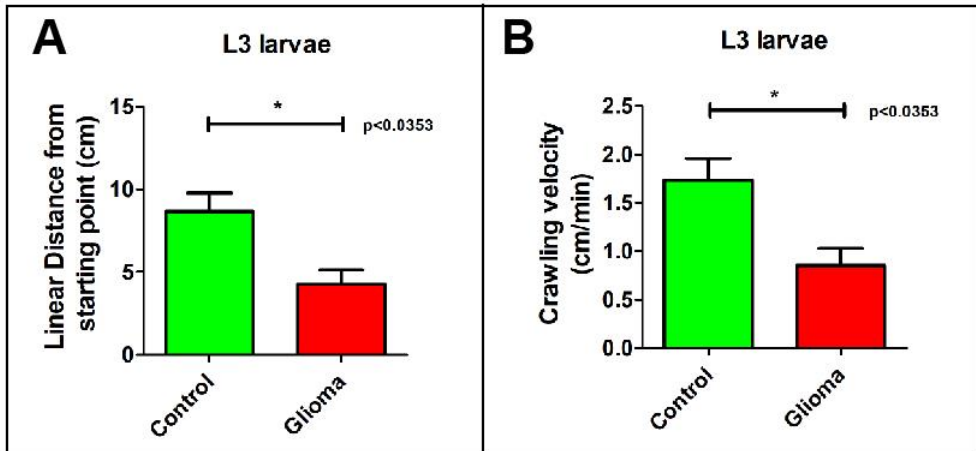 A
L3 larvae
Linear Distance from
starting point (cm)
15
10
5
0
*
p<0.0353
Control
Glioma
B
L3 larvae
Crawling velocity
(cm/min)
2.5
2.0
1.5
1.0
0.5
0.0
*
p<0.0353
Control
Glioma